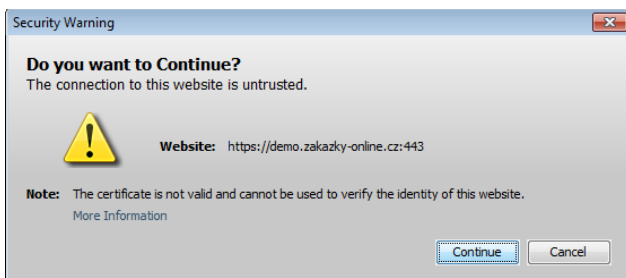 Security Warning
Do you want to Continue?
The connection to this website is untrusted.
Website: https://demo.zakazky-online.cz:443
Note: The certificate is not valid and cannot be used to verify the identity of this website.
More Information
Continue Cancel